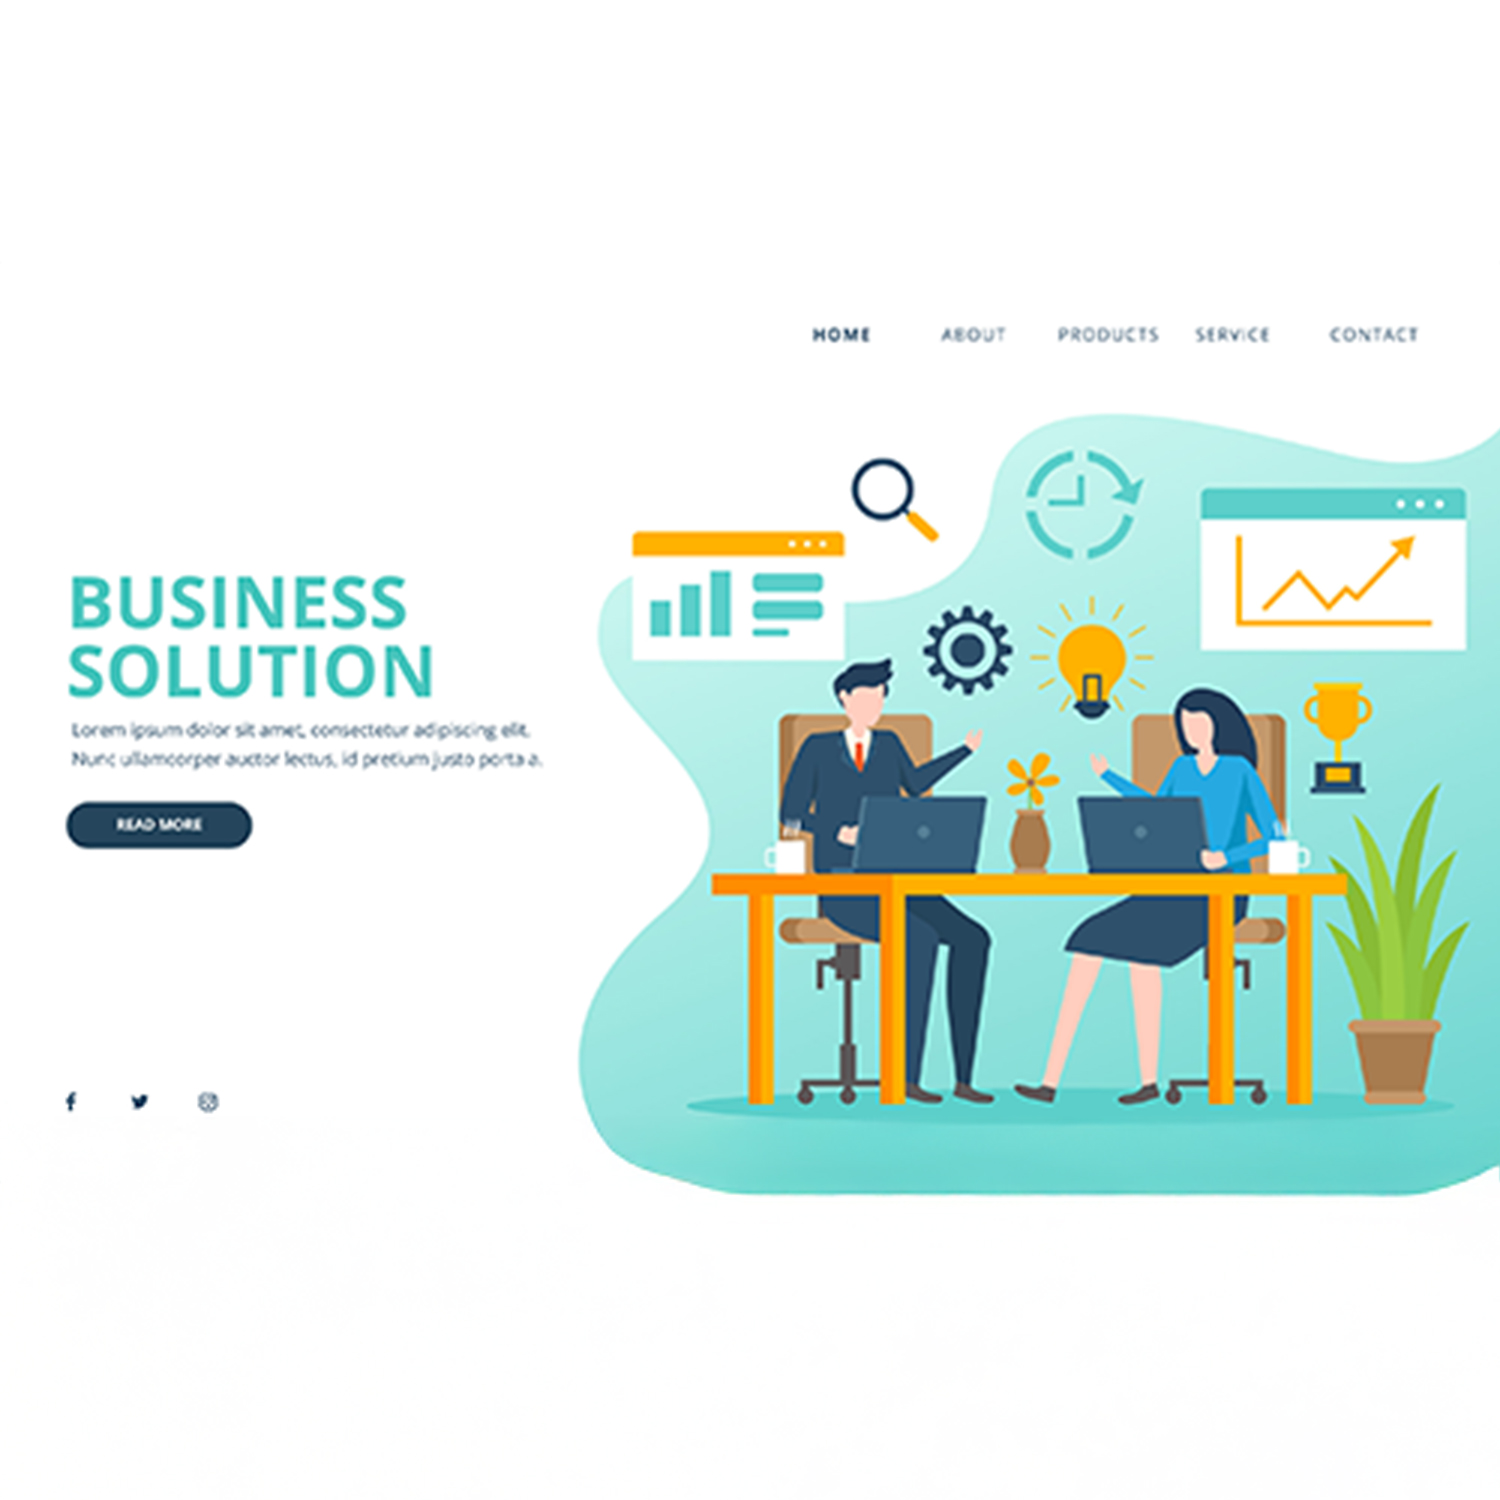 HOME ABOUT PRODUCTS SERVICE CONTACT
BUSINESS
SOLUTION
Lorem ipsum dolor sit amet, consectetur adipiscing elit.
Nunc ullamcorper auctor lectus, id pretium justo porta a.
READ MORE